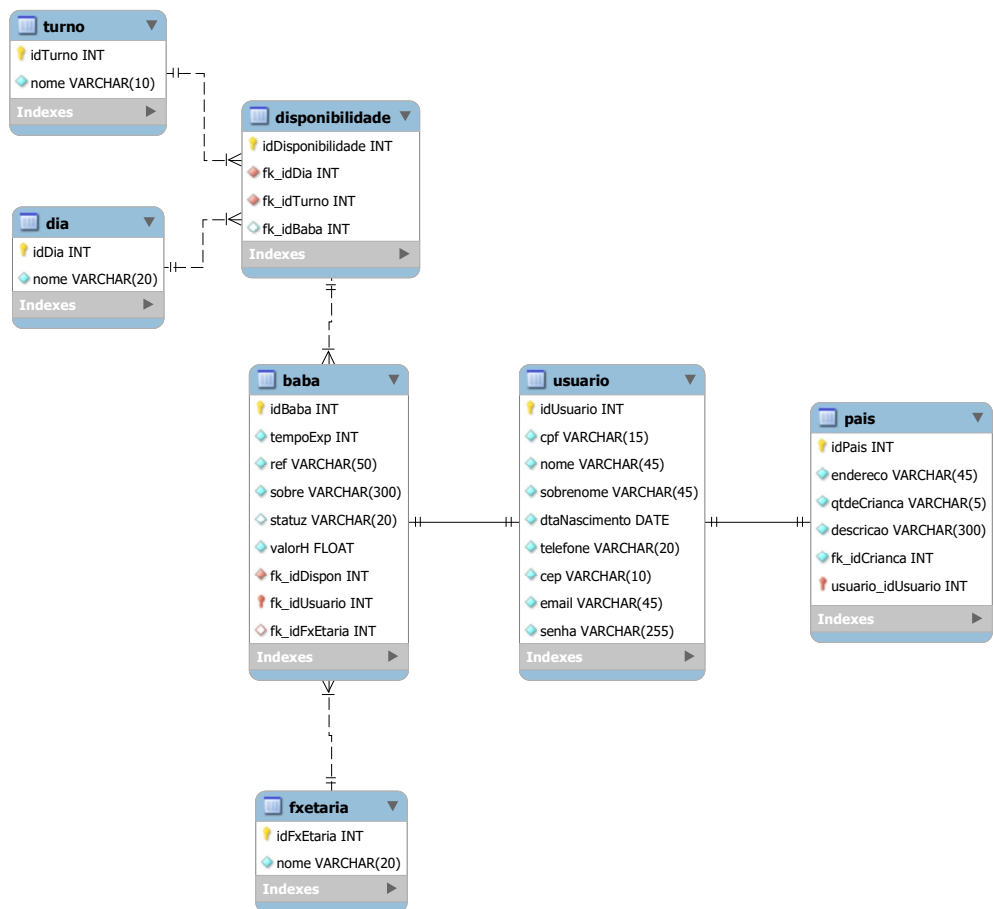 turno
idTurno INT
nome VARCHAR(10)
Indexes
disponibilidade
idDisponibilidade INT
fk_idDia INT
fk_idTurno INT
fk_idBaba INT
Indexes
dia
idDia INT
nome VARCHAR(20)
Indexes
baba
idBaba INT
tempoExp INT
ref VARCHAR(50)
sobre VARCHAR(300)
statuz VARCHAR(20)
valorH FLOAT
fk_idDispon INT
fk_idUsuario INT
fk_idFxEtaria INT
Indexes
usuario
idUsuario INT
cpf VARCHAR(15)
nome VARCHAR(45)
sobrenome VARCHAR(45)
dtaNascimento DATE
telefone VARCHAR(20)
cep VARCHAR(10)
email VARCHAR(45)
senha VARCHAR(255)
Indexes
pais
idPais INT
endereco VARCHAR(45)
qtdeCrianca VARCHAR(5)
descricao VARCHAR(300)
fk_idCrianca INT
usuario_idUsuario INT
Indexes
fxetaria
idFxEtaria INT
nome VARCHAR(20)
Indexes